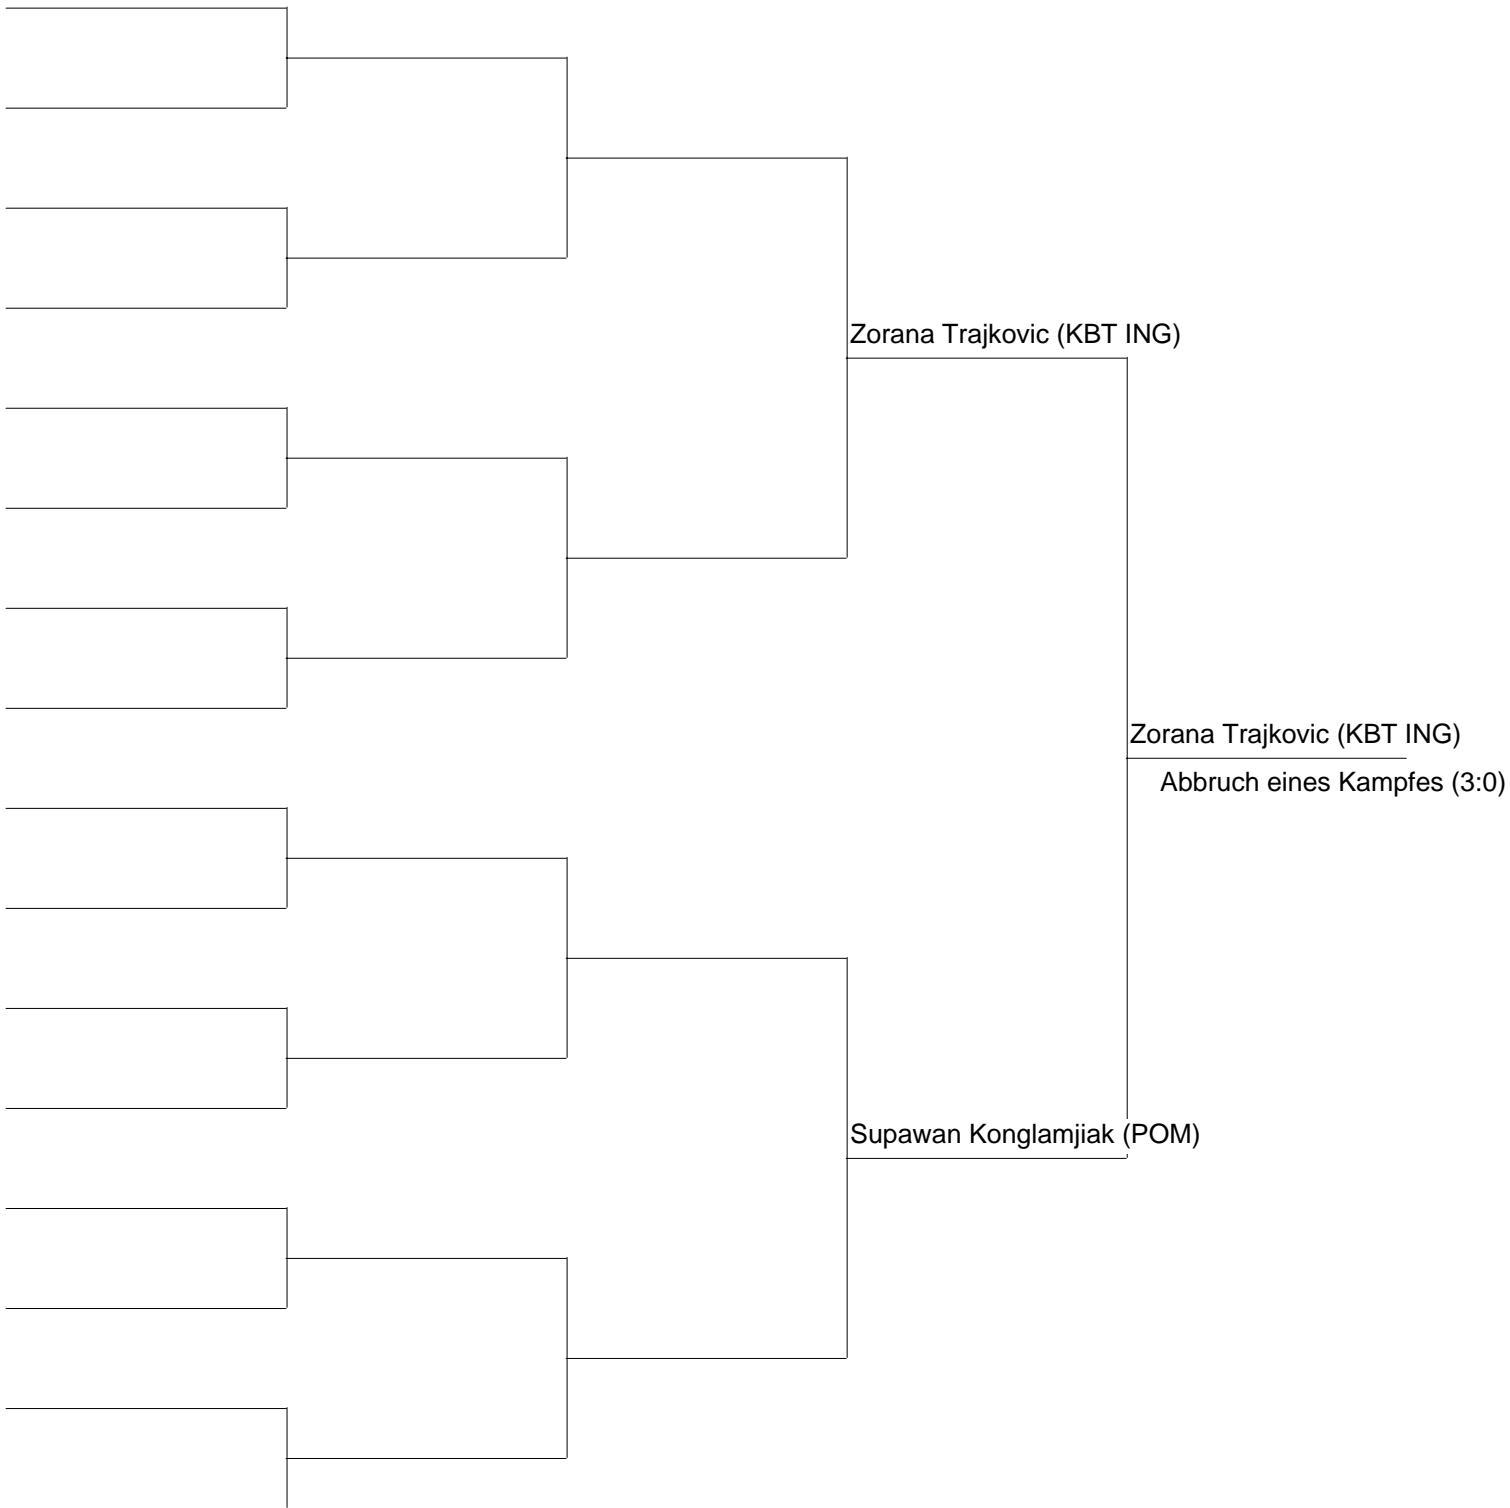 Zorana Trajkovic (KBT ING)
Zorana Trajkovic (KBT ING)
Abbruch eines Kampfes (3:0)
Supawan Konglamjiak (POM)